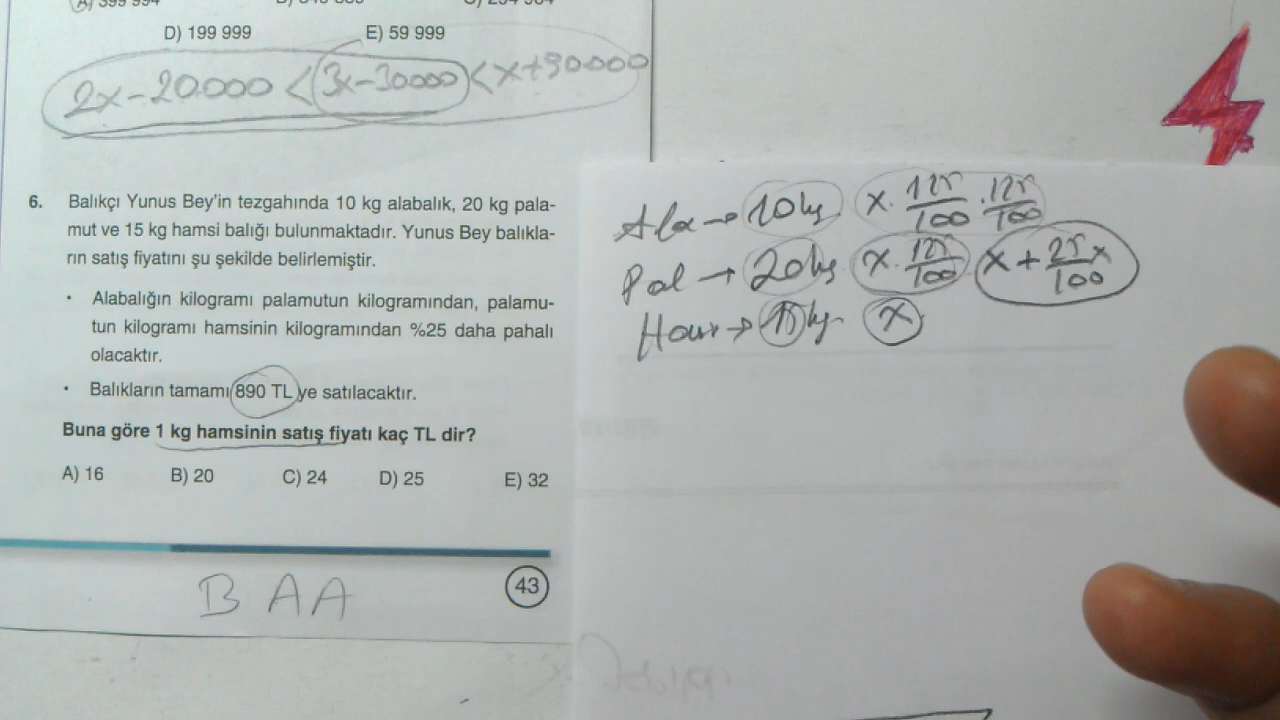 A) 399 994
D) 199 999 E) 59 999
2x-20.000 < 3x-30000 < x+90.000
6. Balıkçı Yunus Bey'in tezgahında 10 kg alabalık, 20 kg pala-
mut ve 15 kg hamsi balığı bulunmaktadır. Yunus Bey balıkla-
rın satış fiyatını şu şekilde belirlemiştir.
• Alabalığın kilogramı palamutun kilogramından, palamu-
tun kilogramı hamsinin kilogramından %25 daha pahalı
olacaktır.
• Balıkların tamamı 890 TL ye satılacaktır.
Buna göre 1 kg hamsinin satış fiyatı kaç TL dir?
A) 16 B) 20 C) 24 D) 25 E) 32
43
BAA
Ala → 10kg x · 125/100 · 125/100
Pal → 20kg x · 125/100 x + 25x/100
Ham → 15kg x